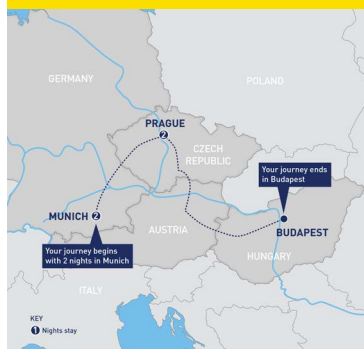 GERMANY
POLAND
PRAGUE
2
CZECH
REPUBLIC
Your journey ends
in Budapest
MUNICH 2
BUDAPEST
AUSTRIA
Your journey begins
with 2 nights in Munich
HUNGARY
ITALY
KEY
1 Nights stay